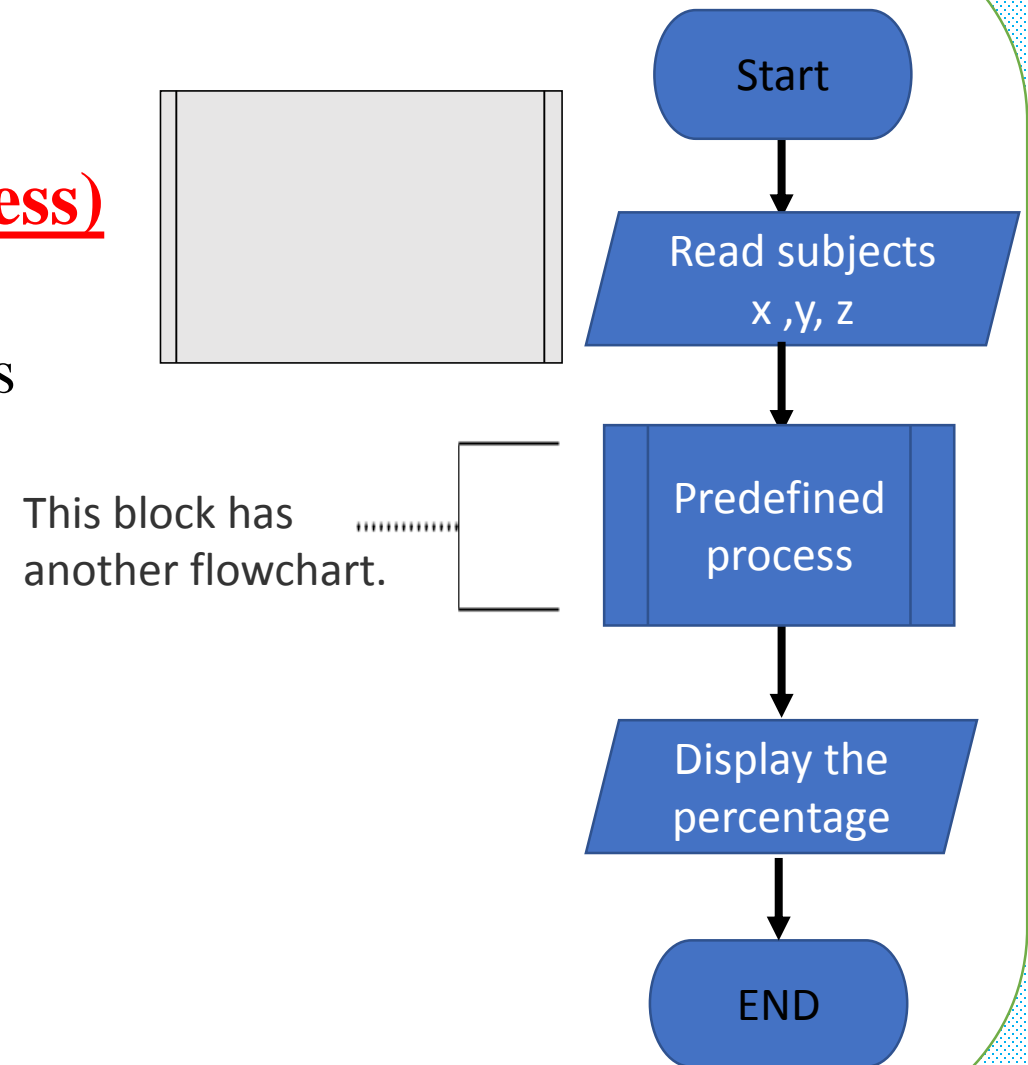 ess)
s
This block has
another flowchart.
Start
Read subjects
x ,y, z
Predefined
process
Display the
percentage
END